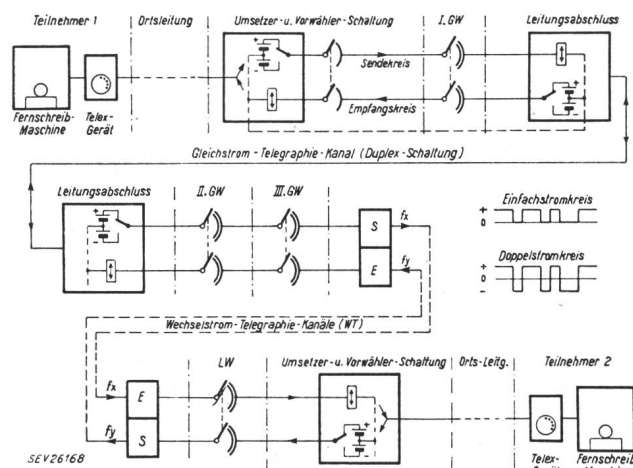 Teilnehmer 1
Ortsleitung
Umsetzer- u. Vorwähler-Schaltung
I. GW
Leitungsabschluss
Sendekreis
Empfangskreis
Fernschreib-
Maschine
Telex-
Gerät
Gleichstrom-Telegraphie-Kanal (Duplex-Schaltung)
Leitungsabschluss
II. GW
III. GW
S
fx
E
fy
Einfachstromkreis
+
0
Doppelstromkreis
+
0
-
Wechselstrom-Telegraphie-Kanäle (WT)
fx
E
fy
S
LW
Umsetzer- u. Vorwähler-Schaltung
Orts-Leitg.
Teilnehmer 2
SEV26168
Telex-
Fernschreib-